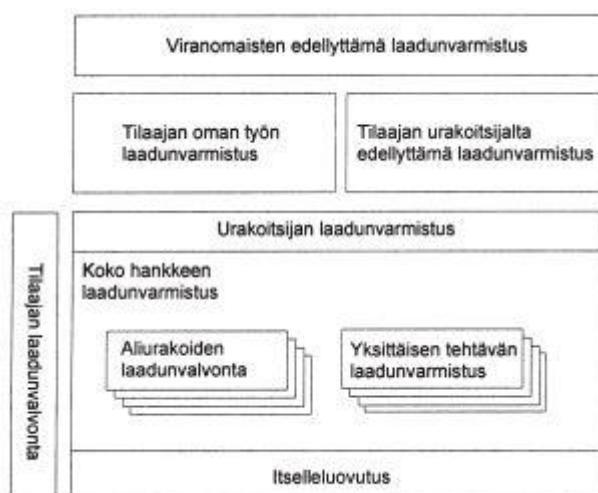 Viranomaisten edellyttämä laadunvarmistus
Tilaajan oman työn
laadunvarmistus
Tilaajan urakoitsijalta
edellyttämä laadunvarmistus
Tilaajan laadunvalvonta
Urakoitsijan laadunvarmistus
Koko hankkeen
laadunvarmistus
Aliurakoiden
laadunvalvonta
Yksittäisen tehtävän
laadunvarmistus
Itselleluovutus